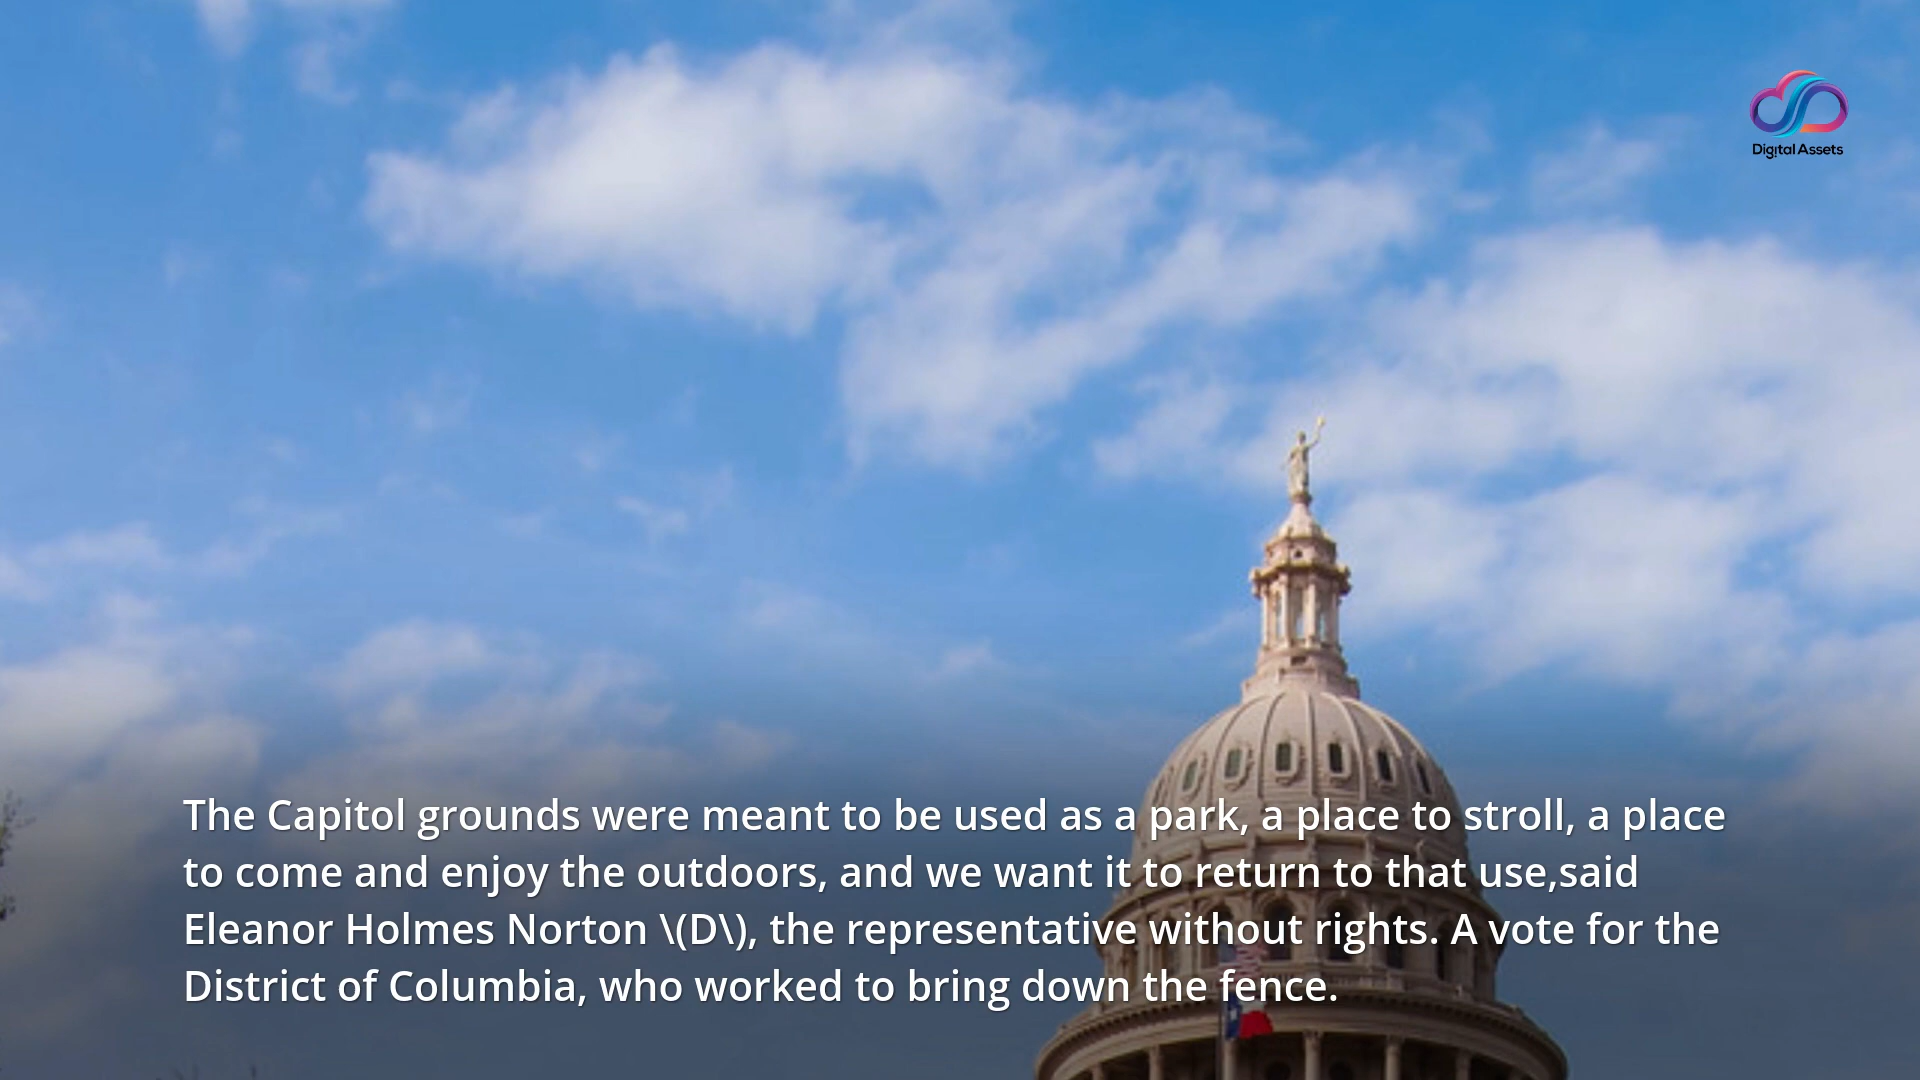 Digital Assets
The Capitol grounds were meant to be used as a park, a place to stroll, a place
to come and enjoy the outdoors, and we want it to return to that use,said
Eleanor Holmes Norton \(D\), the representative without rights. A vote for the
District of Columbia, who worked to bring down the fence.